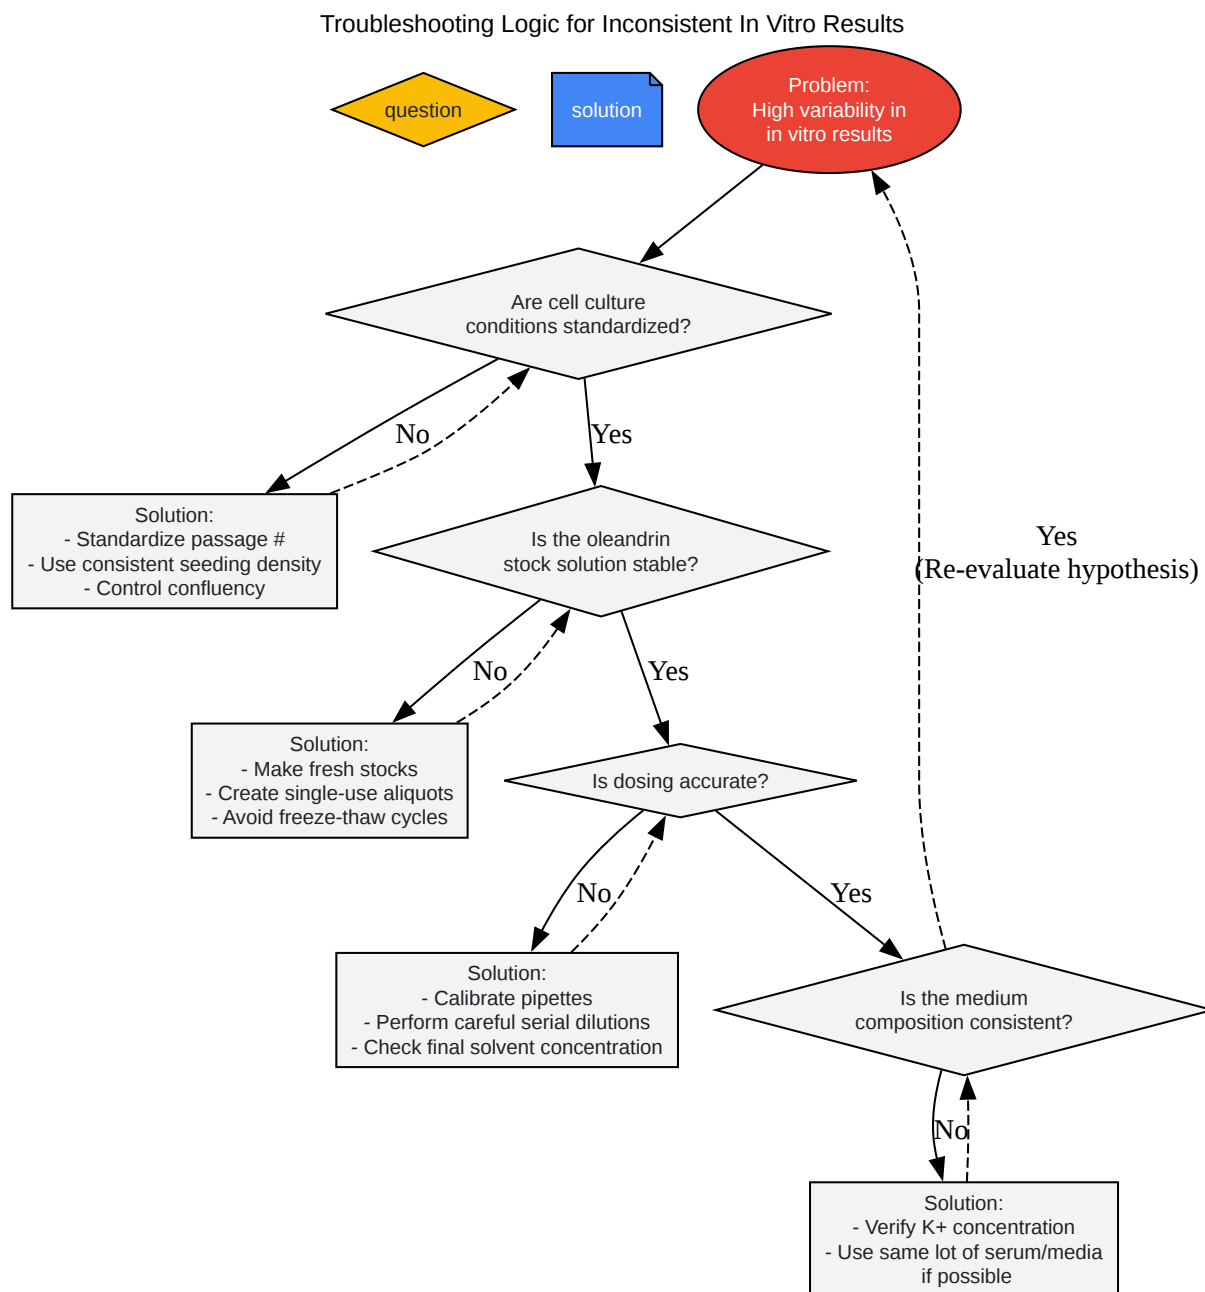 Troubleshooting Logic for Inconsistent In Vitro Results
question
solution
Problem:
High variability in
in vitro results
Are cell culture
conditions standardized?
No
Yes
Solution:
- Standardize passage #
- Use consistent seeding density
- Control confluency
Is the oleandrin
stock solution stable?
Yes
(Re-evaluate hypothesis)
No
Yes
Solution:
- Make fresh stocks
- Create single-use aliquots
- Avoid freeze-thaw cycles
Is dosing accurate?
No
Yes
Solution:
- Calibrate pipettes
- Perform careful serial dilutions
- Check final solvent concentration
Is the medium
composition consistent?
No
Solution:
- Verify K+ concentration
- Use same lot of serum/media
if possible